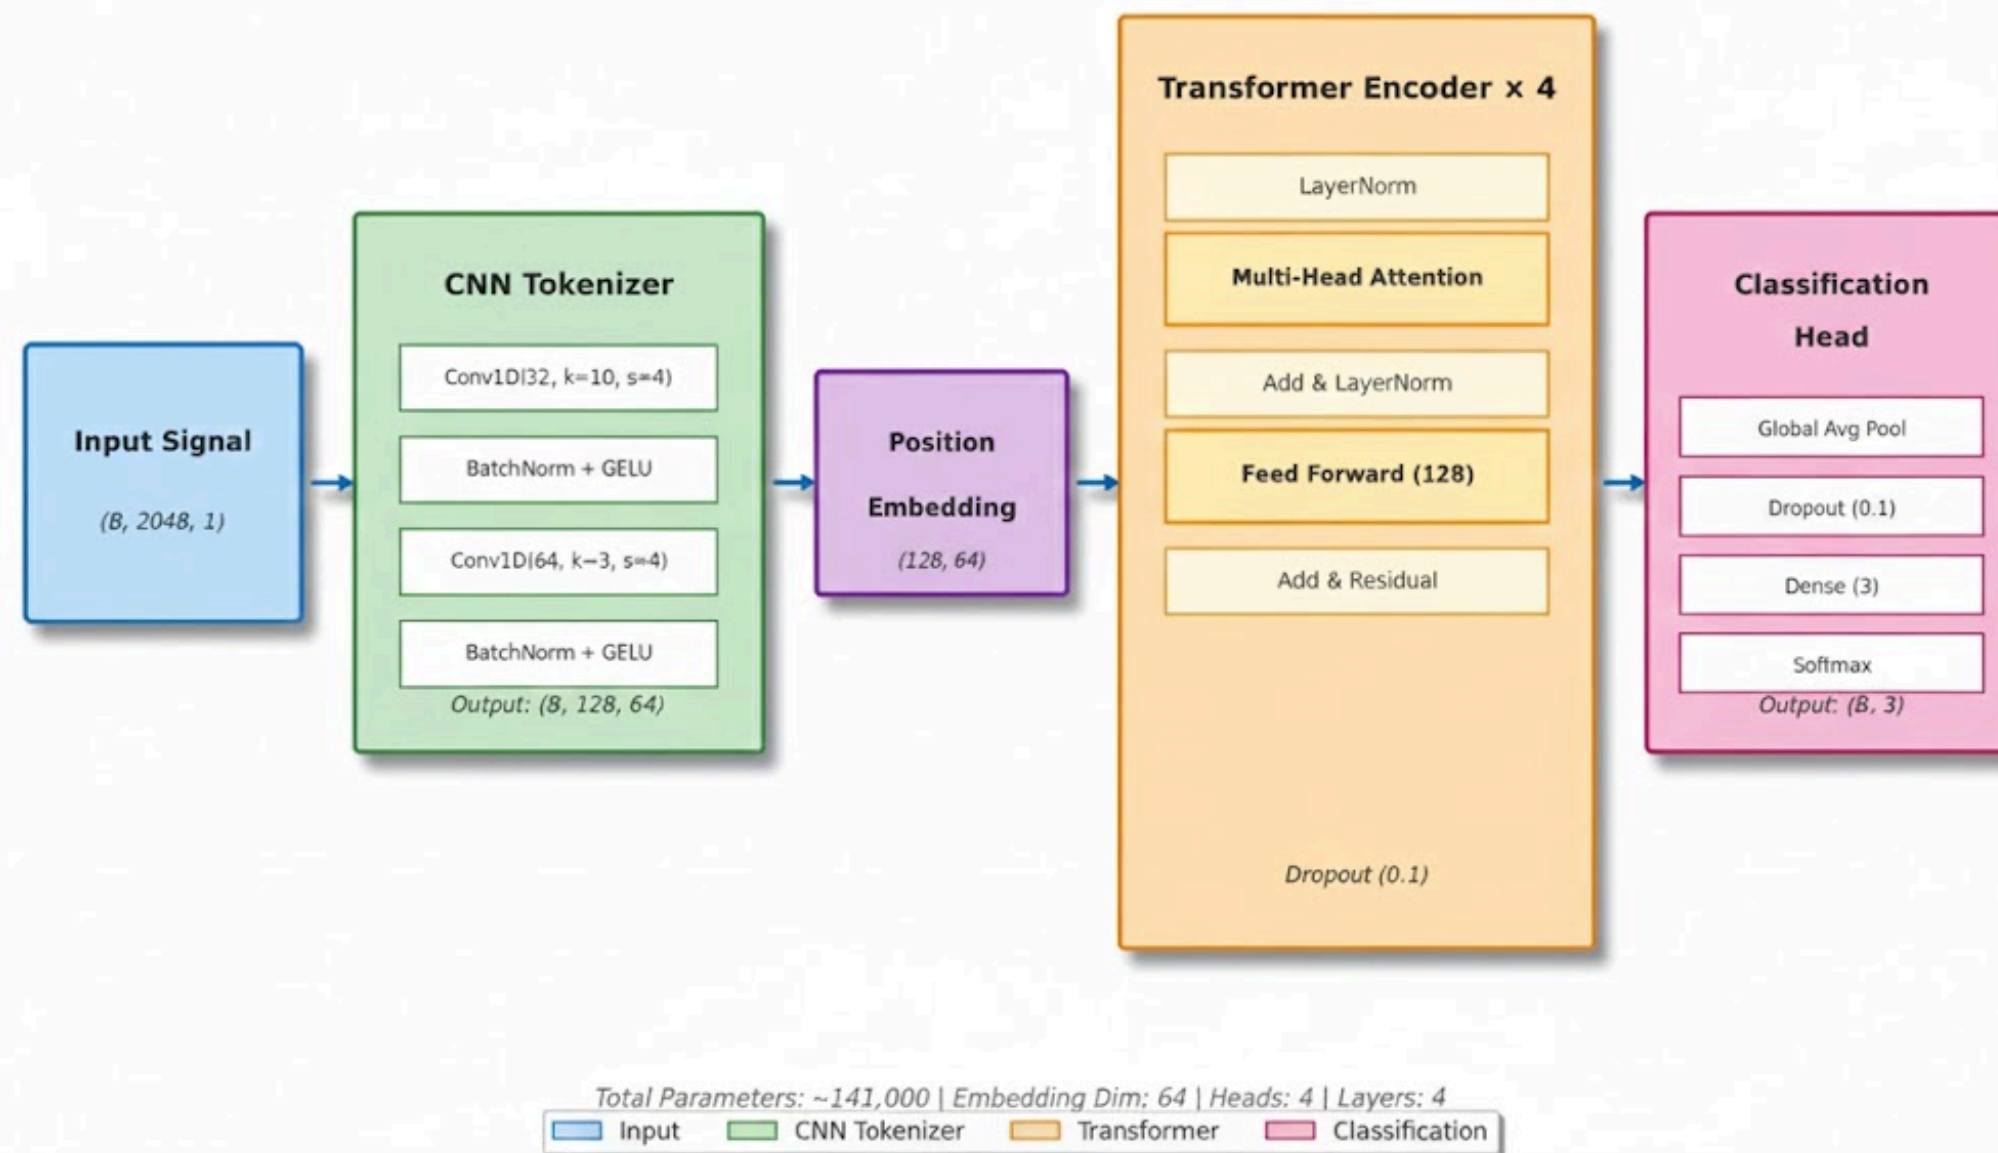 Input Signal
(B, 2048, 1)
CNN Tokenizer
Conv1D(32, k=10, s=4)
BatchNorm + GELU
Conv1D(64, k=3, s=4)
BatchNorm + GELU
Output: (B, 128, 64)
Position
Embedding
(128, 64)
Transformer Encoder × 4
LayerNorm
Multi-Head Attention
Add & LayerNorm
Feed Forward (128)
Add & Residual
Dropout (0.1)
Classification
Head
Global Avg Pool
Dropout (0.1)
Dense (3)
Softmax
Output: (B, 3)
Total Parameters: ~141,000 | Embedding Dim: 64 | Heads: 4 | Layers: 4
Input
CNN Tokenizer
Transformer
Classification